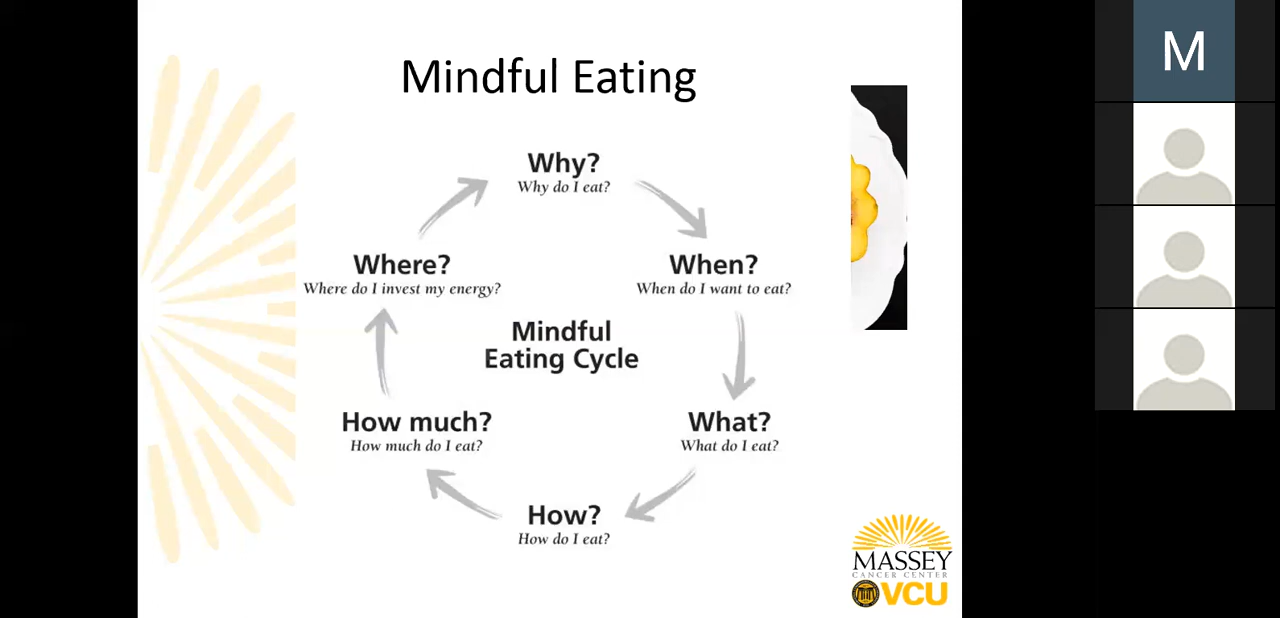 Mindful Eating
Why?
Why do I eat?
When?
When do I want to eat?
What?
What do I eat?
How?
How do I eat?
How much?
How much do I eat?
Where?
Where do I invest my energy?
Mindful
Eating Cycle
M
MASSEY
CANCER CENTER
VCU